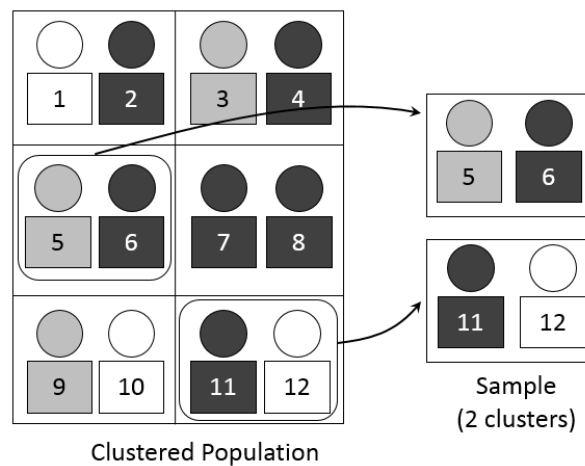 1 2 3 4
5 6 7 8
9 10 11 12
Clustered Population
5 6
11 12
Sample
(2 clusters)